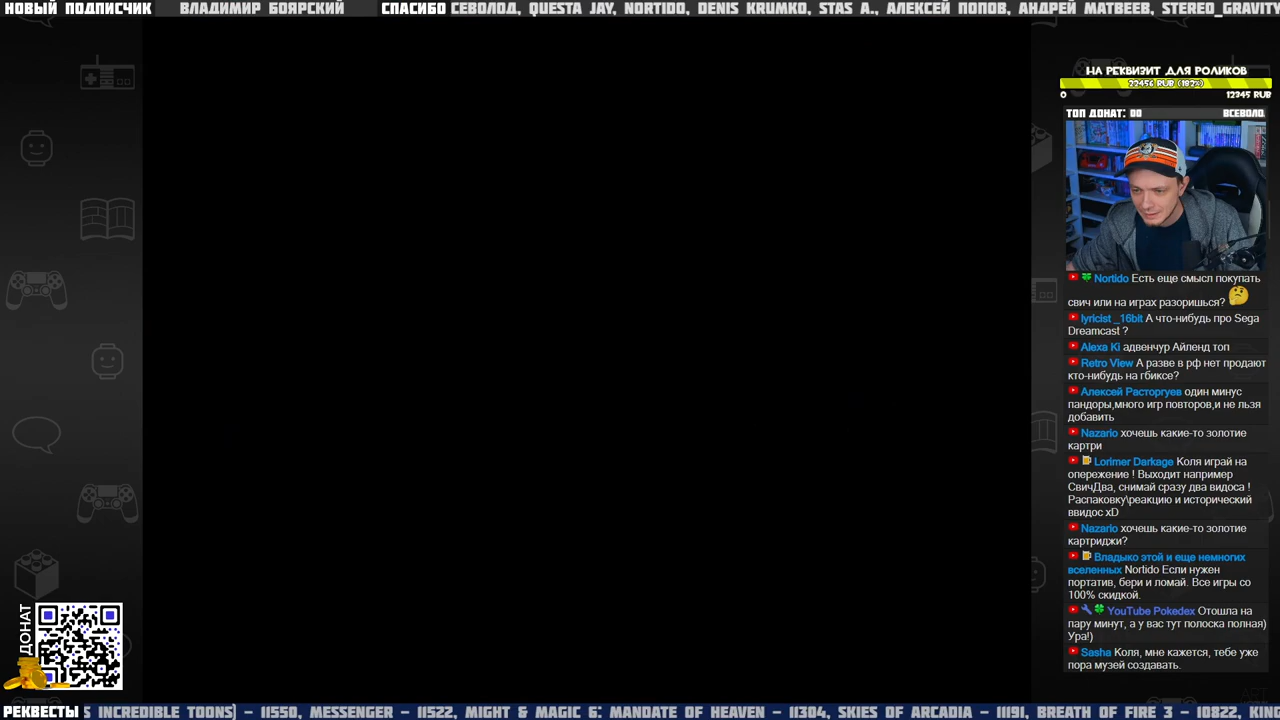 НОВЫЙ ПОДПИСЧИК
ВЛАДИМИР БОЯРСКИЙ
СПАСИБО СЕВОЛОД, QUESTA JAY, NORTIDO, DENIS KRUMKO, STAS A., АЛЕКСЕЙ ПОПОВ, АНДРЕЙ МАТВЕЕВ, STEREO_GRAVITY
НА РЕКВИЗИТ ДЛЯ РОЛИКОВ
22456 RUB (182%)
0 12345 RUB
ТОП ДОНАТ: 00 ВСЕВОЛО
Nortido Есть еще смысл покупать
свич или на играх разоришься? 🤔
lyricist _16bit А что-нибудь про Sega
Dreamcast ?
Alexa Ki адвенчур Айленд топ
Retro View А разве в рф нет продают
кто-нибудь на гбиксе?
Алексей Расторгуев один минус
пандоры,много игр повторов,и не льзя
добавить
Nazario хочешь какие-то золотие
картри
Lorimer Darkage Коля играй на
опережение ! Выходит например
СвичДва, снимай сразу два видоса !
Распаковку\реакцию и исторический
ввидос xD
Nazario хочешь какие-то золотие
картриджи?
Владыко этой и еще немногих
вселенных Nortido Если нужен
портатив, бери и ломай. Все игры со
100% скидкой.
YouTube Pokedex Отошла на
пару минут, а у вас тут полоска полная)
Ура!)
Sasha Коля, мне кажется, тебе уже
пора музей создавать.
ДОНАТ
РЕКВЕСТЫ S INCREDIBLE TOONS) - 11550, MESSENGER - 11522, MIGHT & MAGIC 6: MANDATE OF HEAVEN - 11304, SKIES OF ARCADIA - 11191, BREATH OF FIRE 3 - 10822, KIN